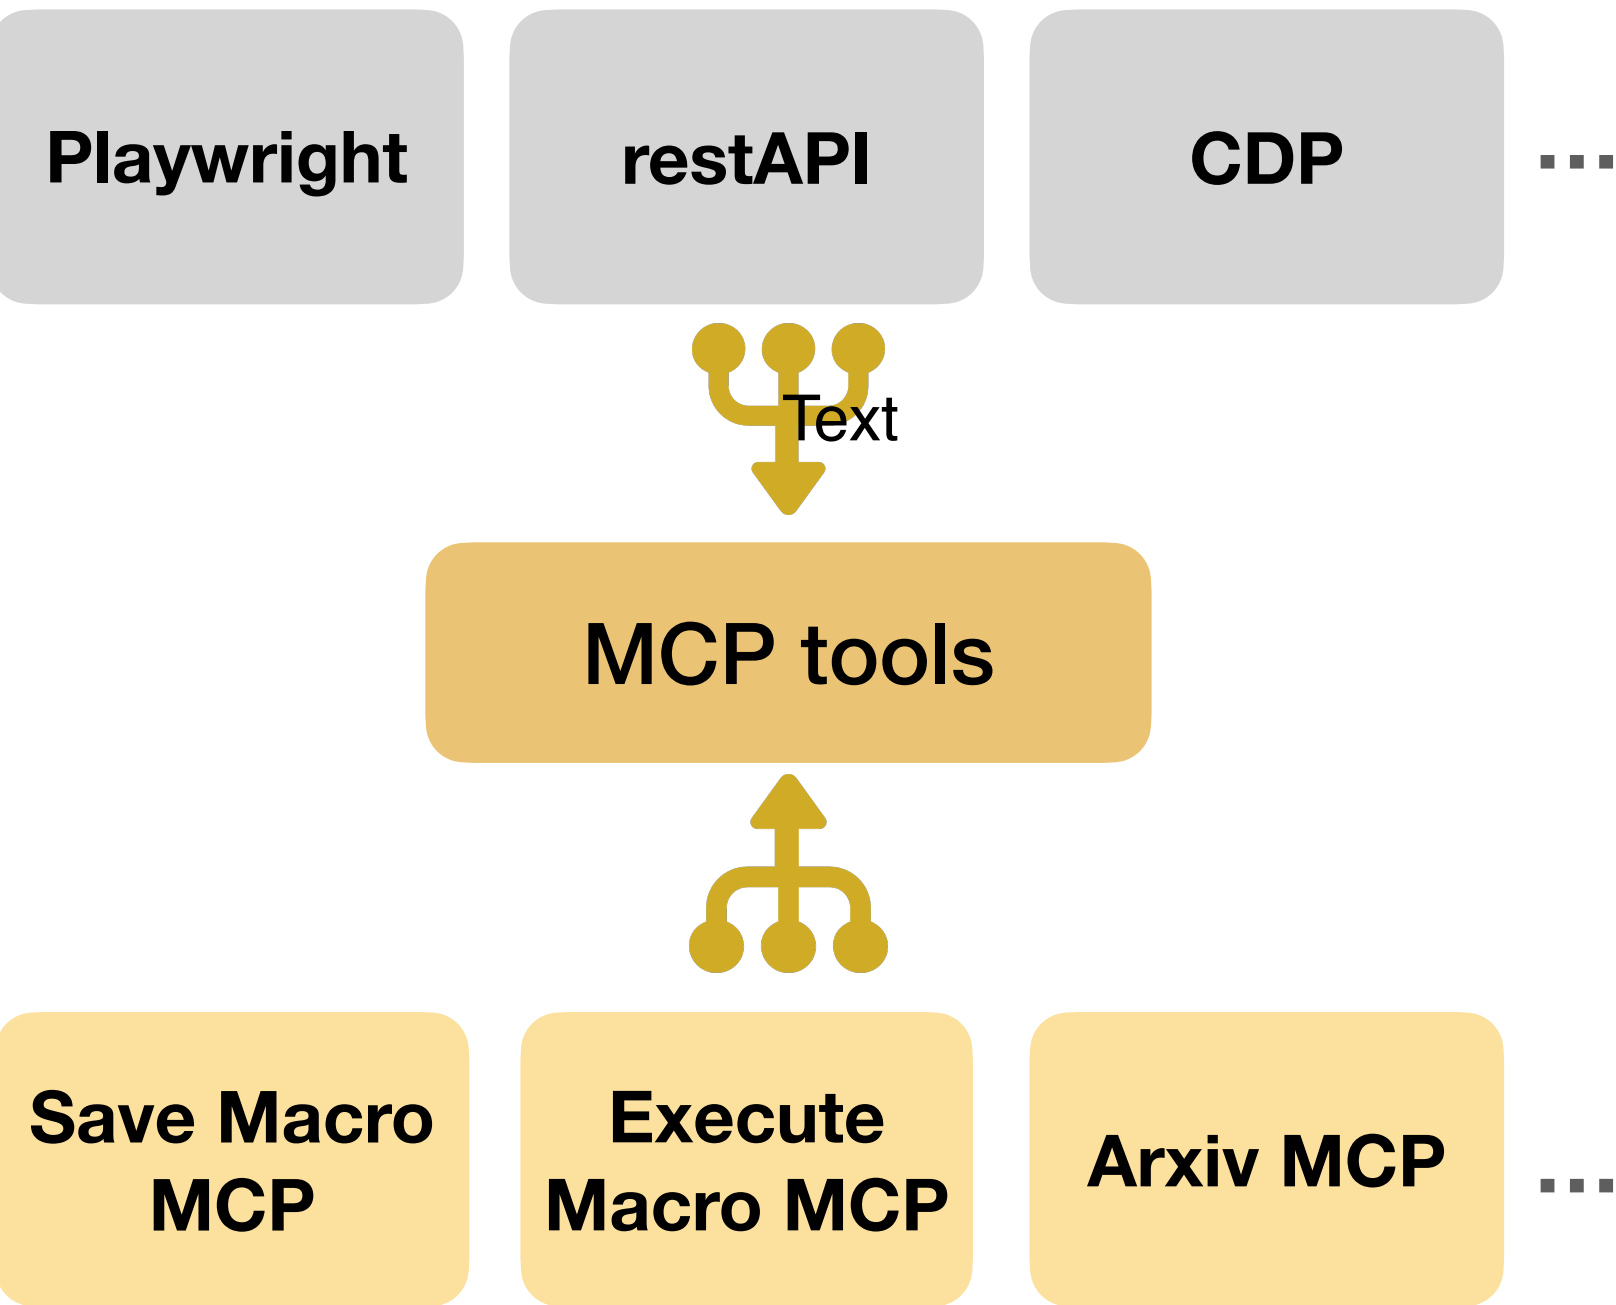 Playwright
restAPI
CDP
...
Text
MCP tools
Save Macro
MCP
Execute
Macro MCP
Arxiv MCP
...